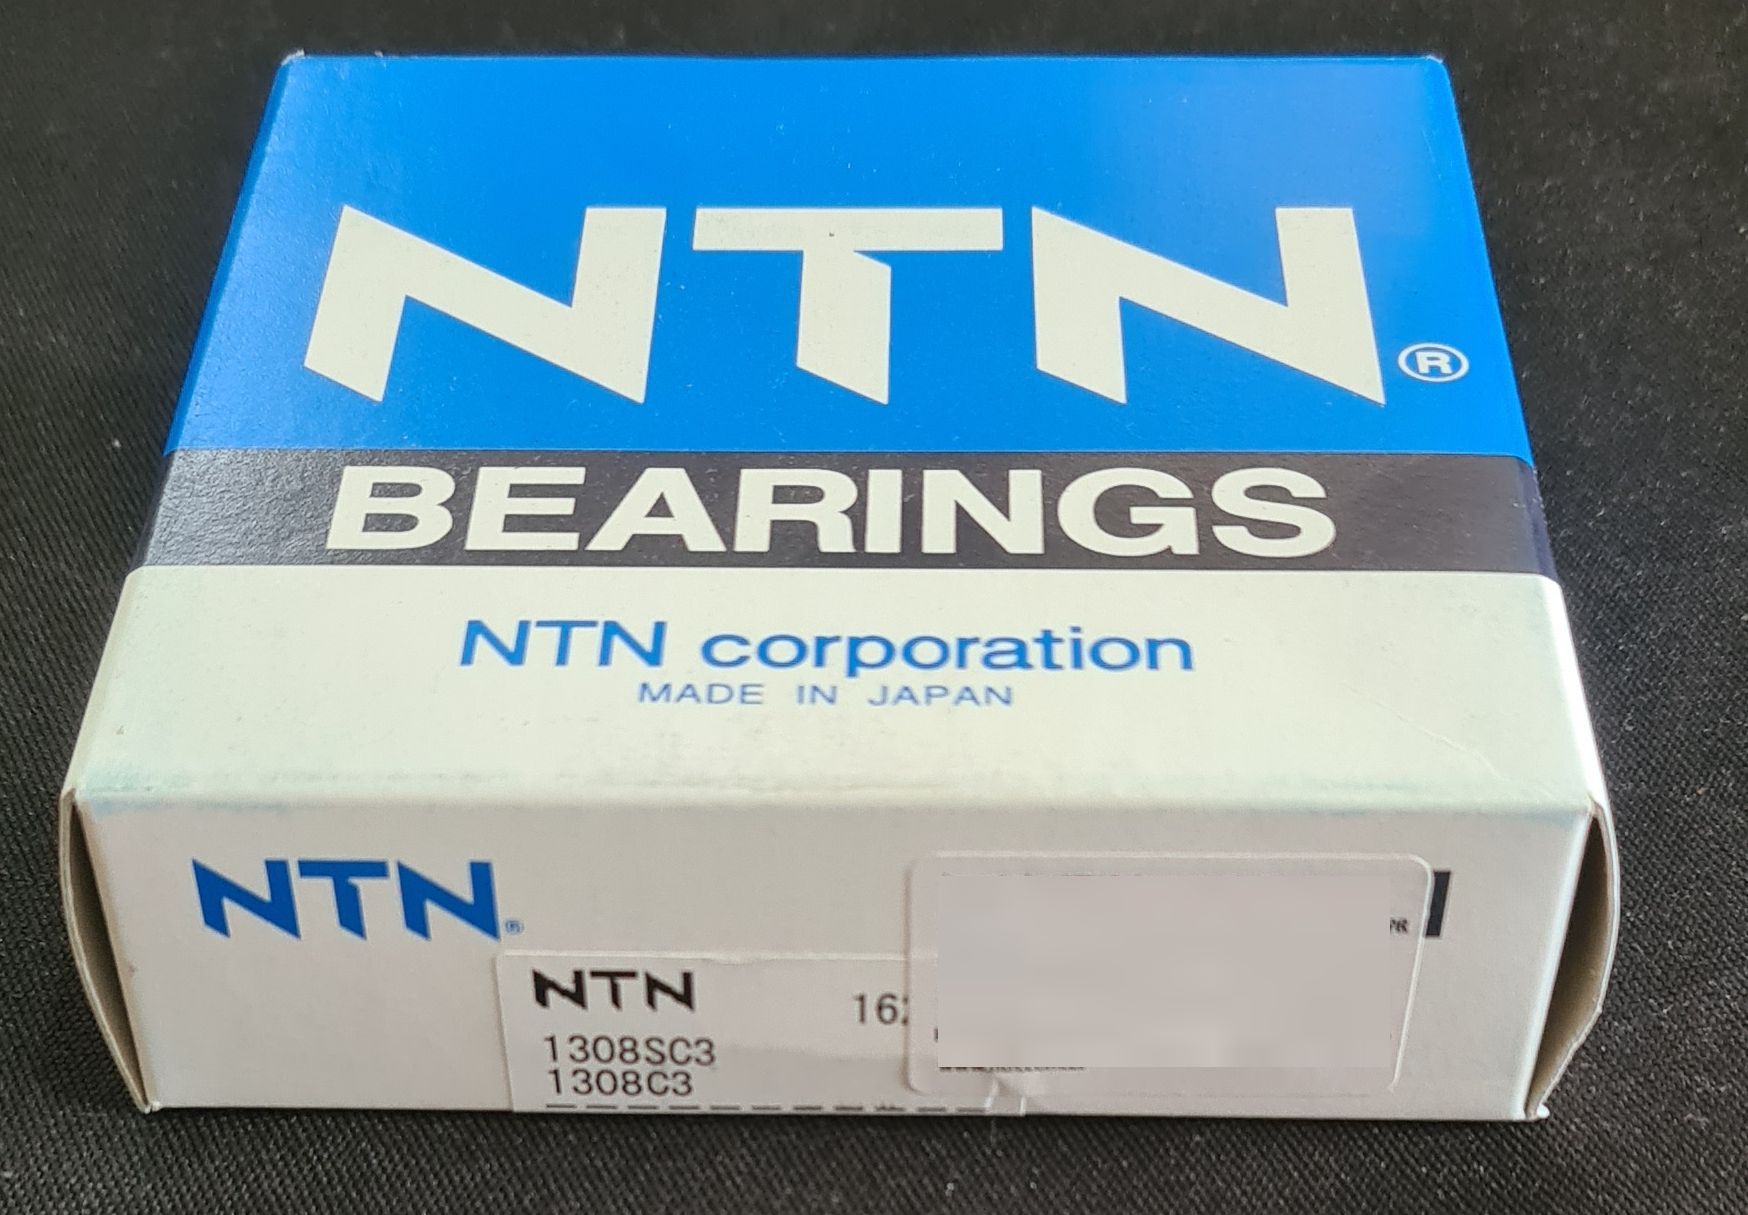 NTN®
BEARINGS
NTN corporation
MADE IN JAPAN
NTN®
NTN
1308SC3
1308C3